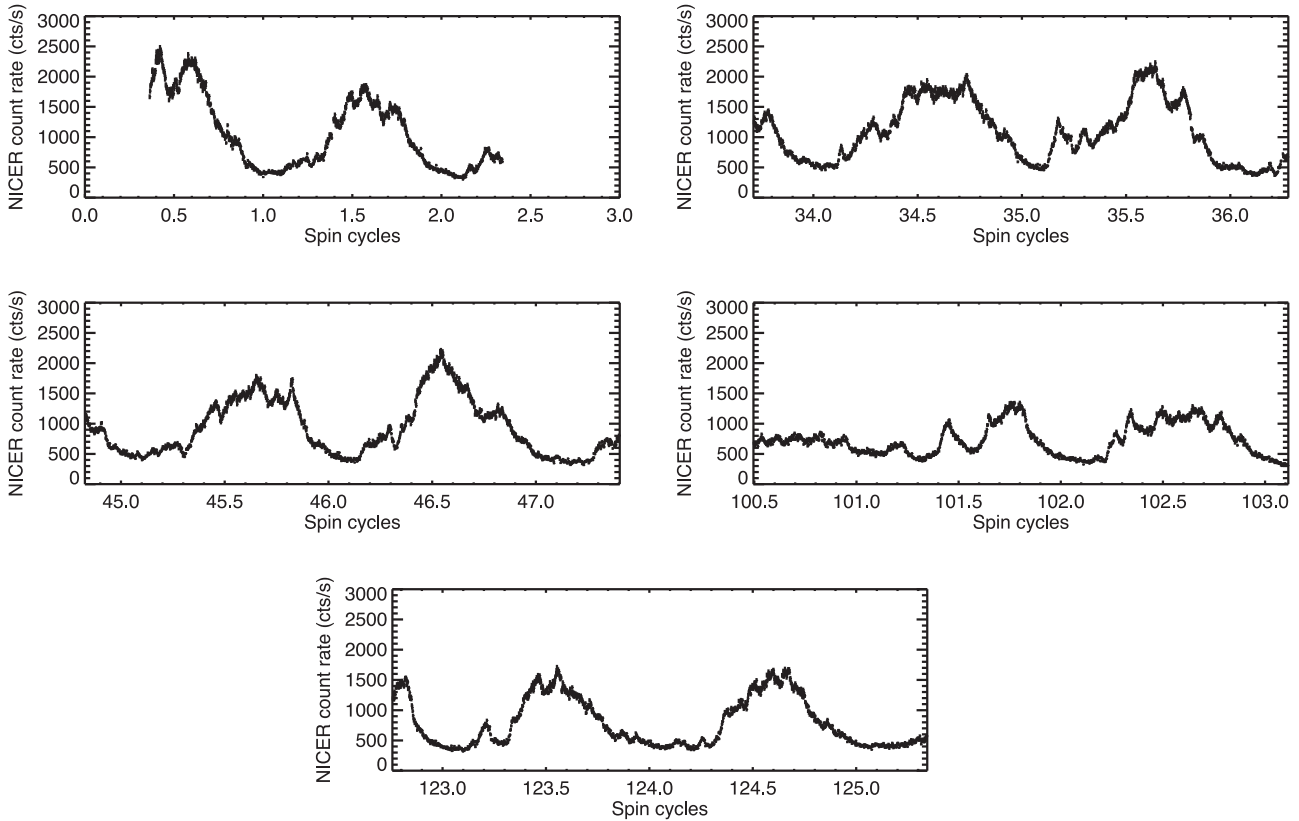 NICER count rate (cts/s)
3000
2500
2000
1500
1000
500
0
0.0 0.5 1.0 1.5 2.0 2.5 3.0
Spin cycles
NICER count rate (cts/s)
3000
2500
2000
1500
1000
500
0
34.0 34.5 35.0 35.5 36.0
Spin cycles
NICER count rate (cts/s)
3000
2500
2000
1500
1000
500
0
45.0 45.5 46.0 46.5 47.0
Spin cycles
NICER count rate (cts/s)
3000
2500
2000
1500
1000
500
0
100.5 101.0 101.5 102.0 102.5 103.0
Spin cycles
NICER count rate (cts/s)
3000
2500
2000
1500
1000
500
0
123.0 123.5 124.0 124.5 125.0
Spin cycles